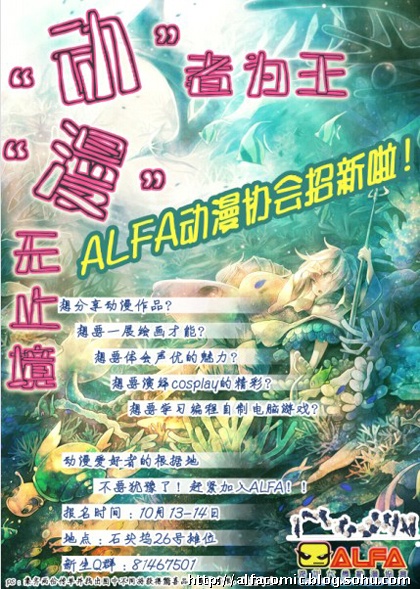 “动”者为王
“漫”无止境
ALFA动漫协会招新啦！
想分享动漫作品？
想要一展绘画才能？
想要体会声优的魅力？
想要演绎cosplay的精彩？
想要学习编程自制电脑游戏？
动漫爱好者的根据地
不要犹豫了！赶紧加入ALFA！！
报名时间：10月13-14日
地点：石央坞26号摊位
新生Q群：81467501
ALFA
http://alfacomic.blog.sohu.com